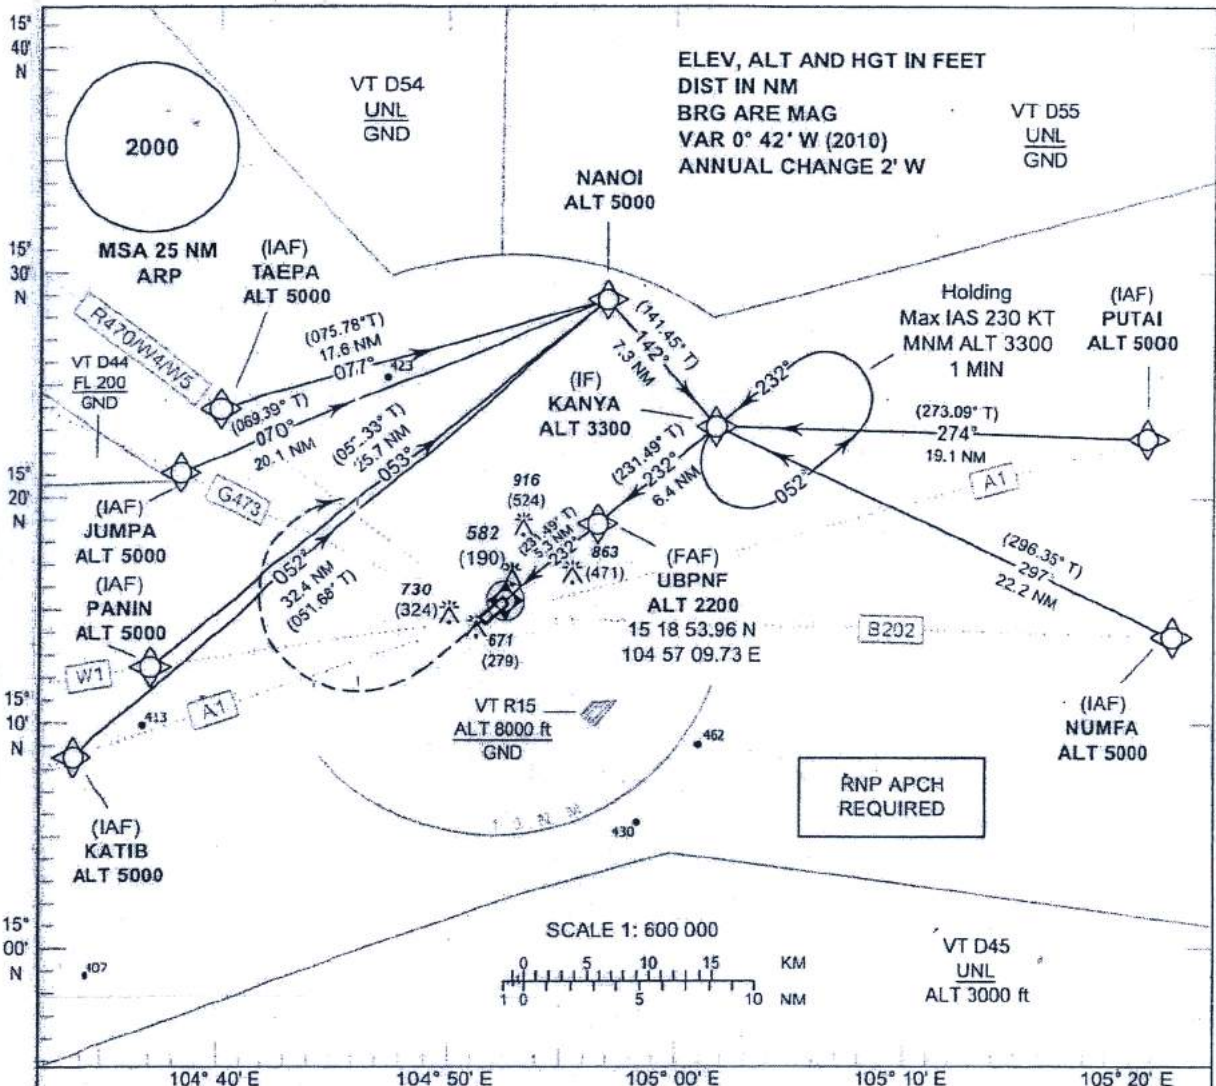 15°
40'
N
ELEV, ALT AND HGT IN FEET
DIST IN NM
BRG ARE MAG
VAR 0° 42' W (2010)
ANNUAL CHANGE 2' W
VT D54
UNL
GND
VT D55
UNL
GND
2000
MSA 25 NM
ARP
NANOI
ALT 5000
15°
30'
N
(IAF)
TAEPA
ALT 5000
R470/W4/W5
VT D44
FL 200
GND
(075.78°T)
17.6 NM
077°
423
(069.39° T)
070°
20.1 NM
25.7 NM
053°
(141.45° T)
142°
7.3 NM
Holding
Max IAS 230 KT
MNM ALT 3300
1 MIN
(IAF)
PUTAI
ALT 5000
(IF)
KANYA
ALT 3300
232°
052°
(273.09° T)
274°
19.1 NM
A1
15°
20'
N
(IAF)
JUMPA
ALT 5000
G473
(231.49° T)
232°
6.4 NM
916
(524)
582
(190)
(231.49° T)
5.3 NM
232°
863
(471)
(FAF)
UBPNF
ALT 2200
15 18 53.96 N
104 57 09.73 E
(296.35° T)
297°
22.2 NM
(IAF)
PANIN
ALT 5000
052°
32.4 NM
(051.68° T)
730
(324)
671
(279)
B202
W1
A1
15°
10'
N
413
VT R15
ALT 8000 ft
GND
462
(IAF)
NUMFA
ALT 5000
RNP APCH
REQUIRED
430
(IAF)
KATIB
ALT 5000
15°
00'
N
407
SCALE 1: 600 000
0 5 10 15 KM
1 0 5 10 NM
VT D45
UNL
ALT 3000 ft
104° 40' E
104° 50' E
105° 00' E
105° 10' E
105° 20' E